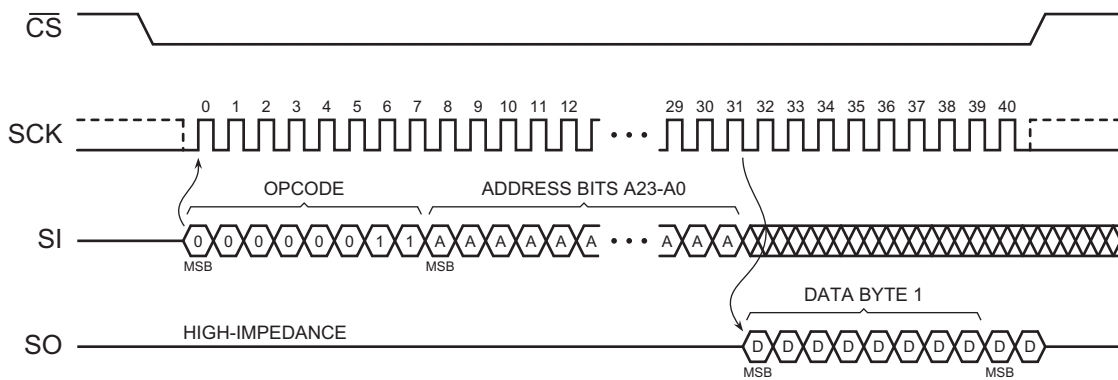 CS
0 1 2 3 4 5 6 7 8 9 10 11 12 29 30 31 32 33 34 35 36 37 38 39 40
SCK
OPCODE ADDRESS BITS A23-A0
SI 0 0 0 0 0 0 1 1 A A A A A A A A A
MSB MSB
DATA BYTE 1
SO HIGH-IMPEDANCE D D D D D D D D D D
MSB MSB